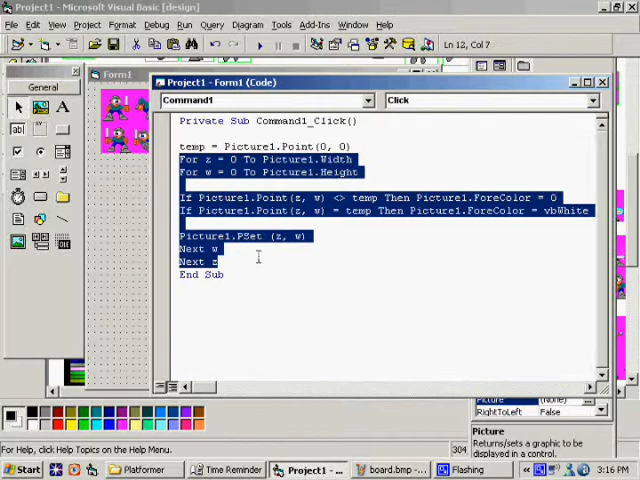 Project1 - Microsoft Visual Basic [design]
File Edit View Project Format Debug Run Query Diagram Tools Add-Ins Window Help
Ln 12, Col 7
General
Form1
Project1 - Form1 (Code)
Command1
Click
Private Sub Command1_Click()
temp = Picture1.Point(0, 0)
For z = 0 To Picture1.Width
For w = 0 To Picture1.Height
If Picture1.Point(z, w) <> temp Then Picture1.ForeColor = 0
If Picture1.Point(z, w) = temp Then Picture1.ForeColor = vbWhite
Picture1.PSet (z, w)
Next w
Next z
End Sub
Picture (None)
RightToLeft False
Picture
Returns/sets a graphic to be displayed in a control.
For Help, click Help Topics on the Help Menu.
304
Start
Platformer
Time Reminder
Project1 - ...
board.bmp - ...
Flashing
3:16 PM